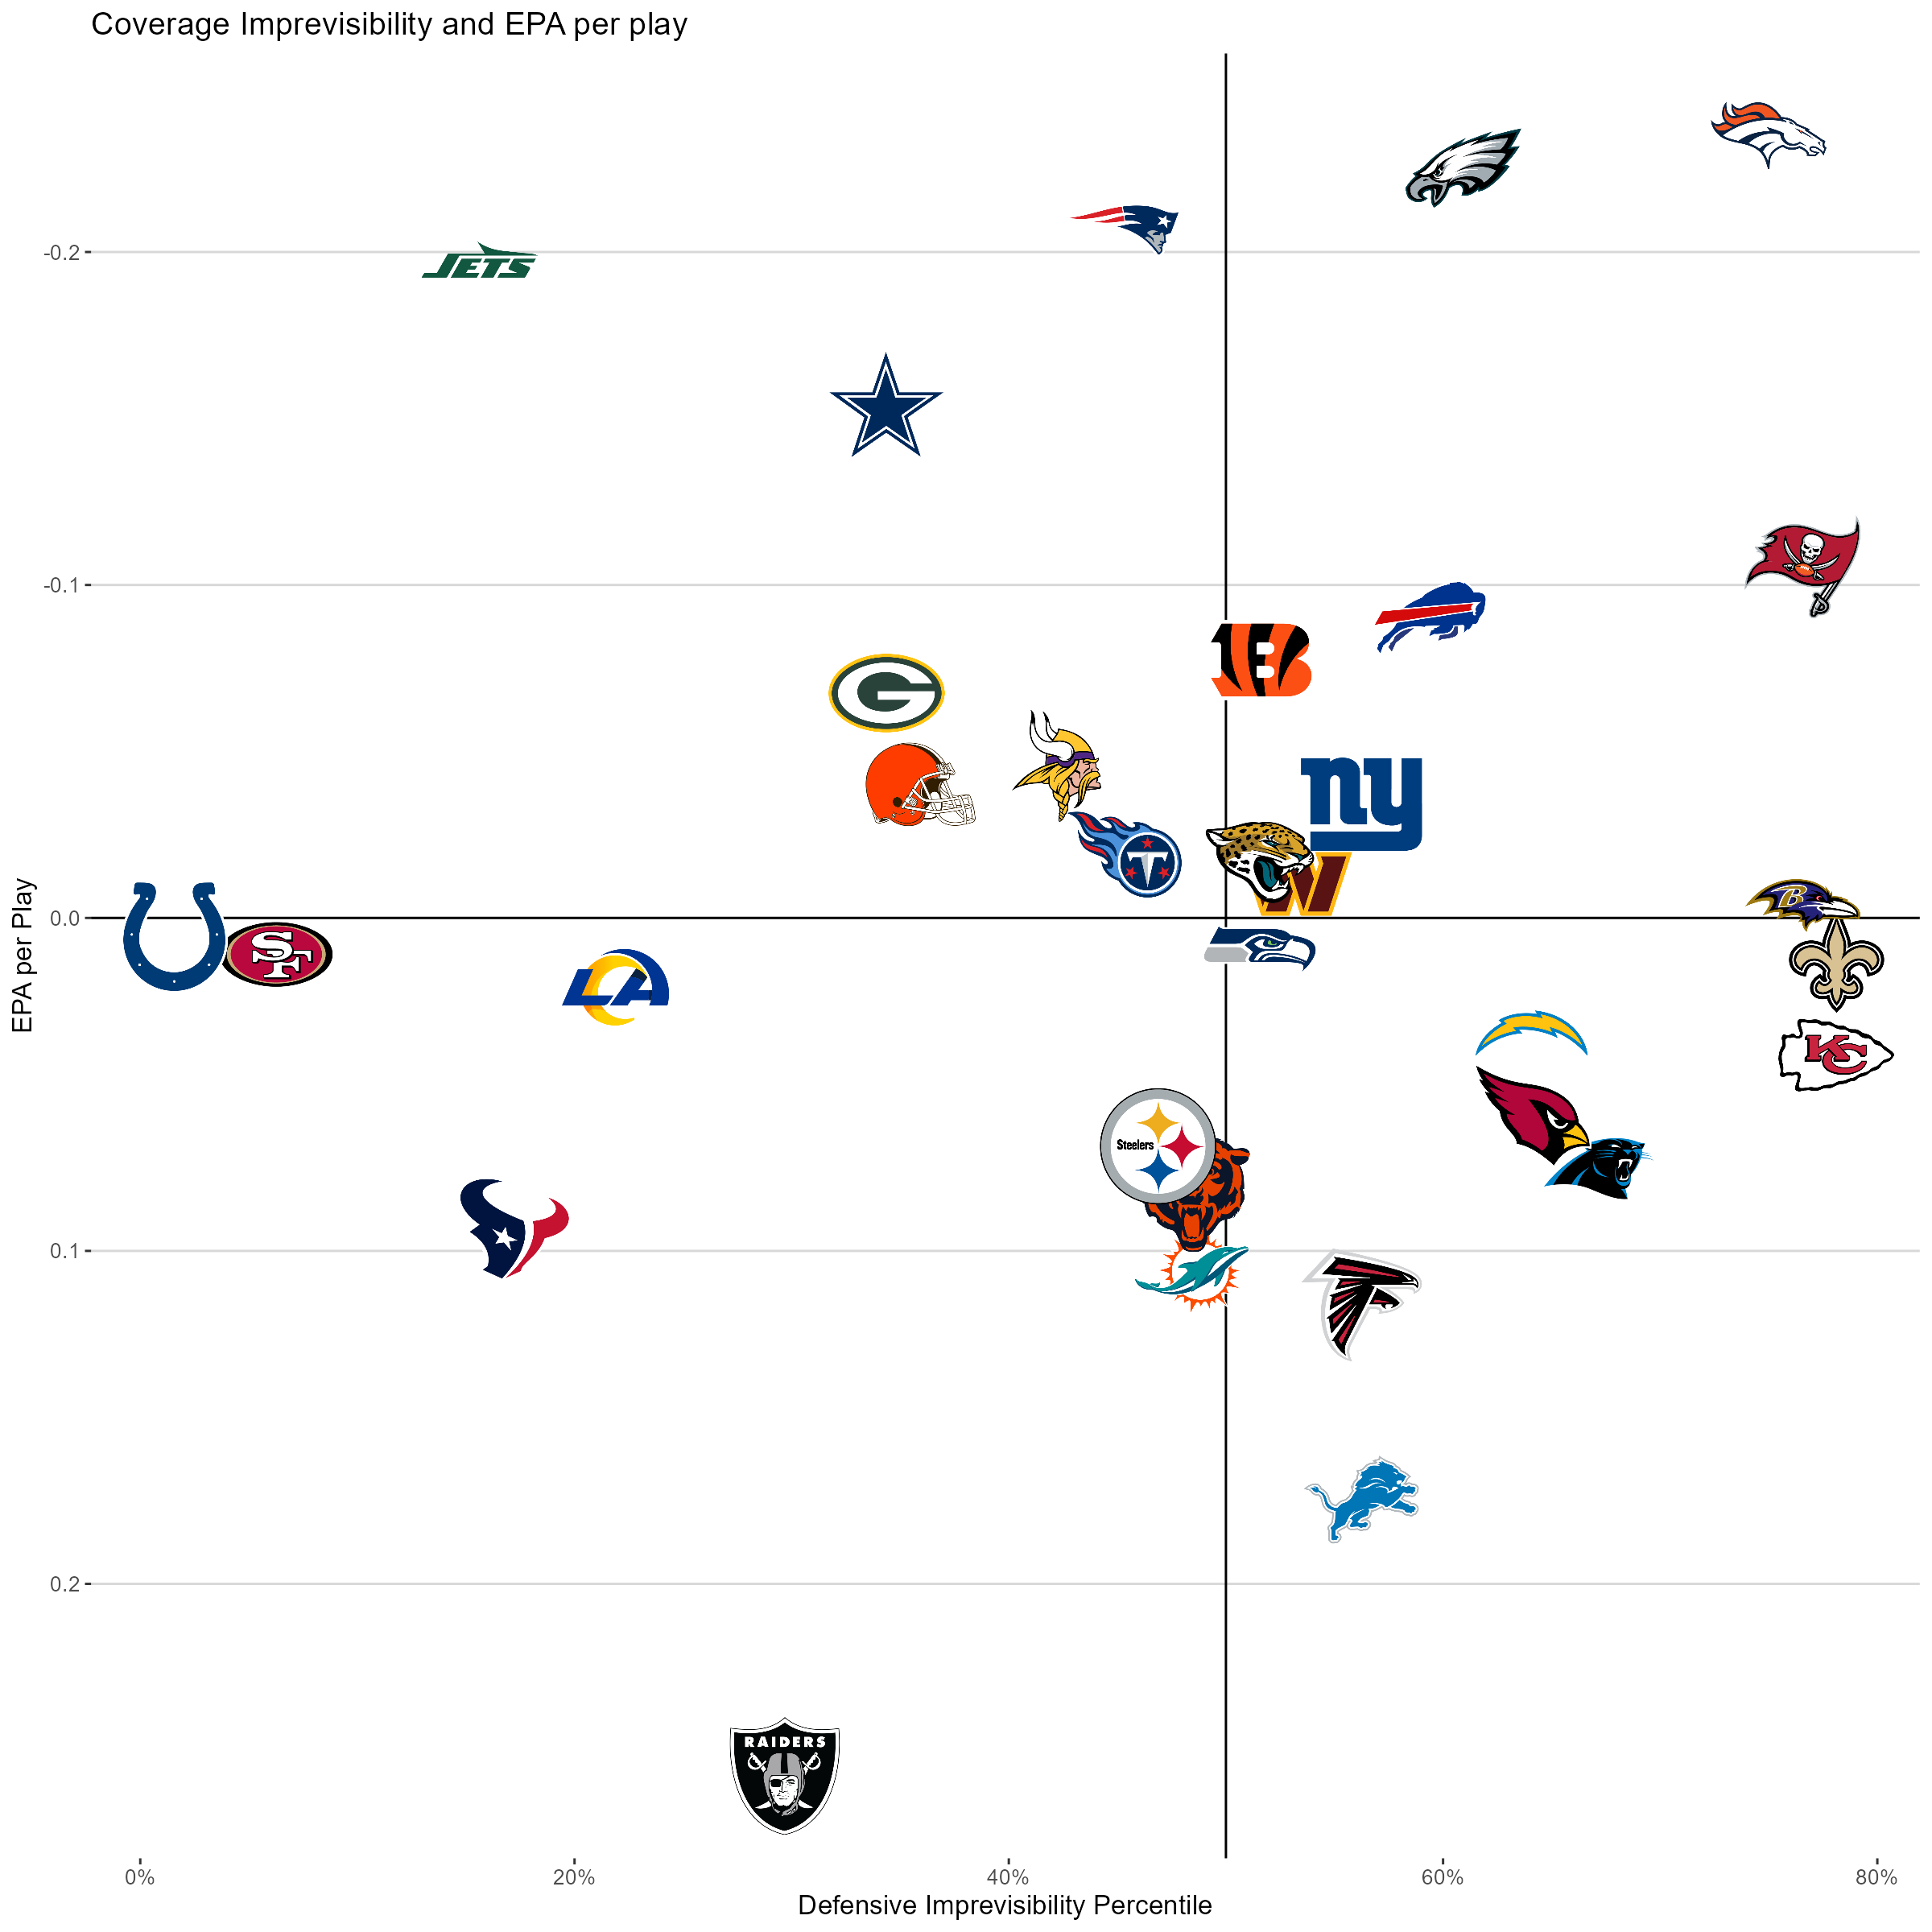 Coverage Imprevisibility and EPA per play
-0.2
JETS
-0.1
ny
B
0.0
SF
LA
KC
Steelers
0.1
0.2
RAIDERS
0%
20%
40%
60%
80%
Defensive Imprevisibility Percentile
EPA per Play